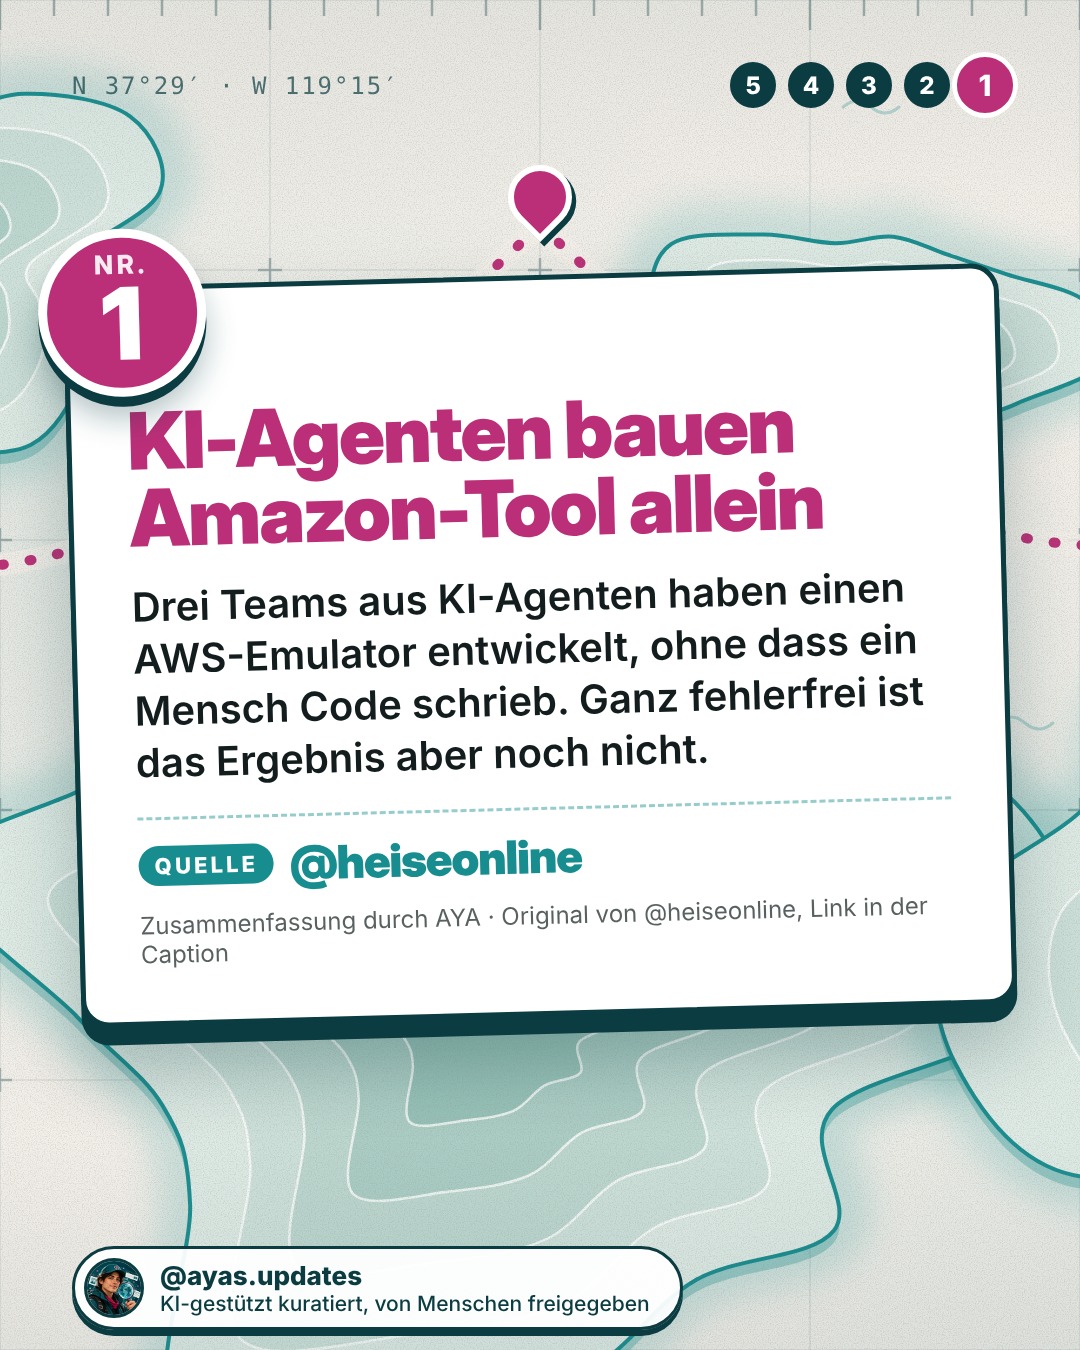 N 37°29′ · W 119°15′
5 4 3 2 1
NR.
1
KI-Agenten bauen
Amazon-Tool allein
Drei Teams aus KI-Agenten haben einen
AWS-Emulator entwickelt, ohne dass ein
Mensch Code schrieb. Ganz fehlerfrei ist
das Ergebnis aber noch nicht.
QUELLE @heiseonline
Zusammenfassung durch AYA · Original von @heiseonline, Link in der
Caption
@ayas.updates
KI-gestützt kuratiert, von Menschen freigegeben